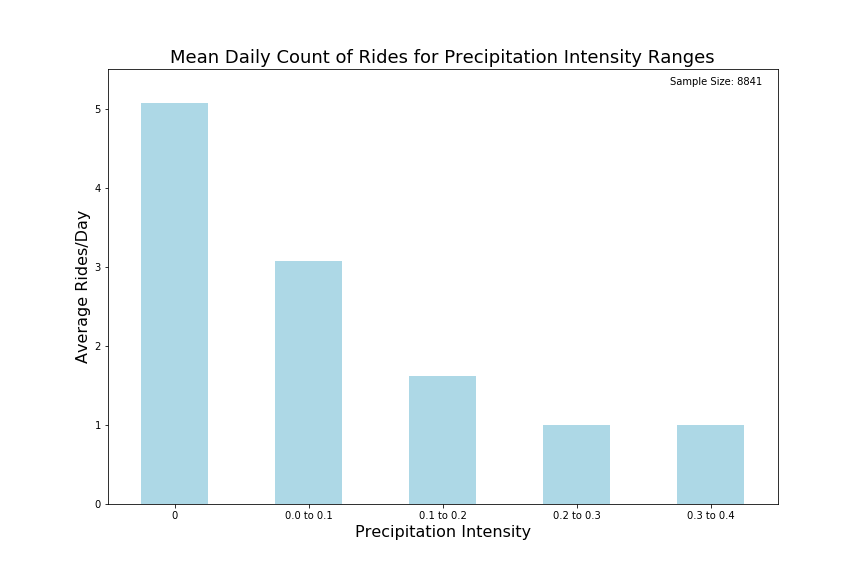 Mean Daily Count of Rides for Precipitation Intensity Ranges
Sample Size: 8841
Average Rides/Day
5
4
3
2
1
0
0 0.0 to 0.1 0.1 to 0.2 0.2 to 0.3 0.3 to 0.4
Precipitation Intensity